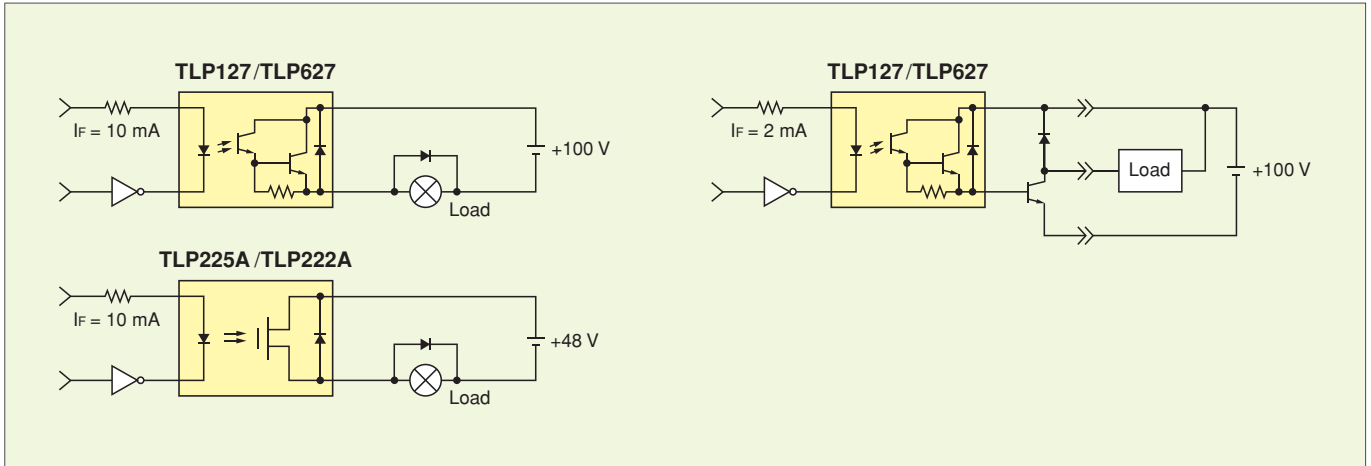 TLP127/TLP627
IF = 10 mA
+100 V
Load
TLP225A/TLP222A
IF = 10 mA
+48 V
Load
TLP127/TLP627
IF = 2 mA
Load
+100 V